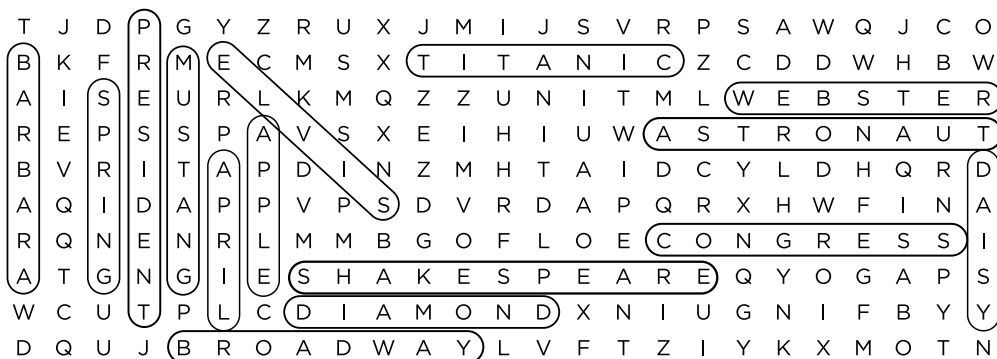 T J D P G Y Z R U X J M I J S V R P S A W Q J C O
B K F R M E C M S X T I T A N I C Z C D D W H B W
A I S E U R L K M Q Z Z U N I T M L W E B S T E R
R E P S S P A V S X E I H I U W A S T R O N A U T
B V R I T A P D I N Z M H T A I D C Y L D H Q R D
A Q I D A P P V P S D V R D A P Q R X H W F I N A
R Q N E N R L M M B G O F L O E C O N G R E S S I
A T G N G I E S H A K E S P E A R E Q Y O G A P S
W C U T P L C D I A M O N D X N I U G N I F B Y Y
D Q U J B R O A D W A Y L V F T Z I Y K X M O T N